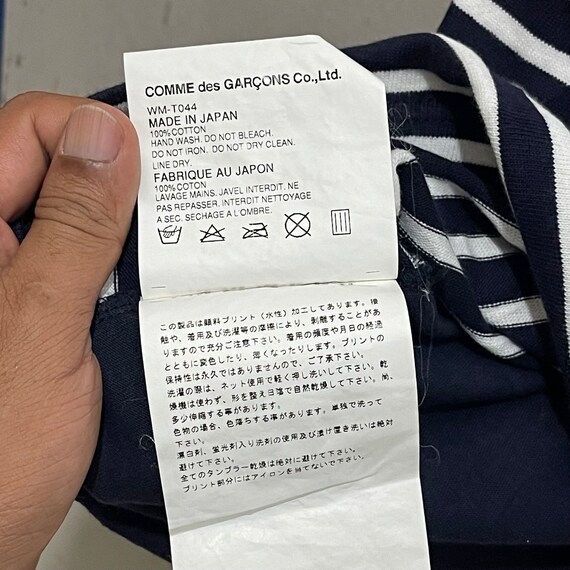 COMME des GARÇONS Co.,Ltd.
WM-T044
MADE IN JAPAN
100%COTTON
HAND WASH. DO NOT BLEACH.
DO NOT IRON. DO NOT DRY CLEAN.
LINE DRY.
FABRIQUE AU JAPON
100%COTON
LAVAGE MAINS. JAVEL INTERDIT. NE
PAS REPASSER. INTERDIT NETTOYAGE
A SEC. SECHAGE A L'OMBRE.
この製品は顔料プリント（水性）加工してあります。接
触や、着用及び洗濯等の摩擦により、剥離することがあ
りますので充分ご注意下さい。着用の頻度や月日の経過
とともに変色したり、薄くなったりします。プリントの
保持性は永久ではありませんので、ご了承下さい。
洗濯の際は、ネット使用で軽く押し洗いして下さい。乾
燥機は使わず、形を整えヨ陰で自然乾燥して下さい。尚、
多少伸縮する事があります。
色物の場合、色落ちする事があります。単独で洗って
下さい。
漂白剤、蛍光剤入り洗剤の使用及び漬け置き洗いは絶対
避けて下さい。
全てのタンブラー乾燥は絶対に避けて下さい。
プリント部分にはアイロンを当てないで下さい。